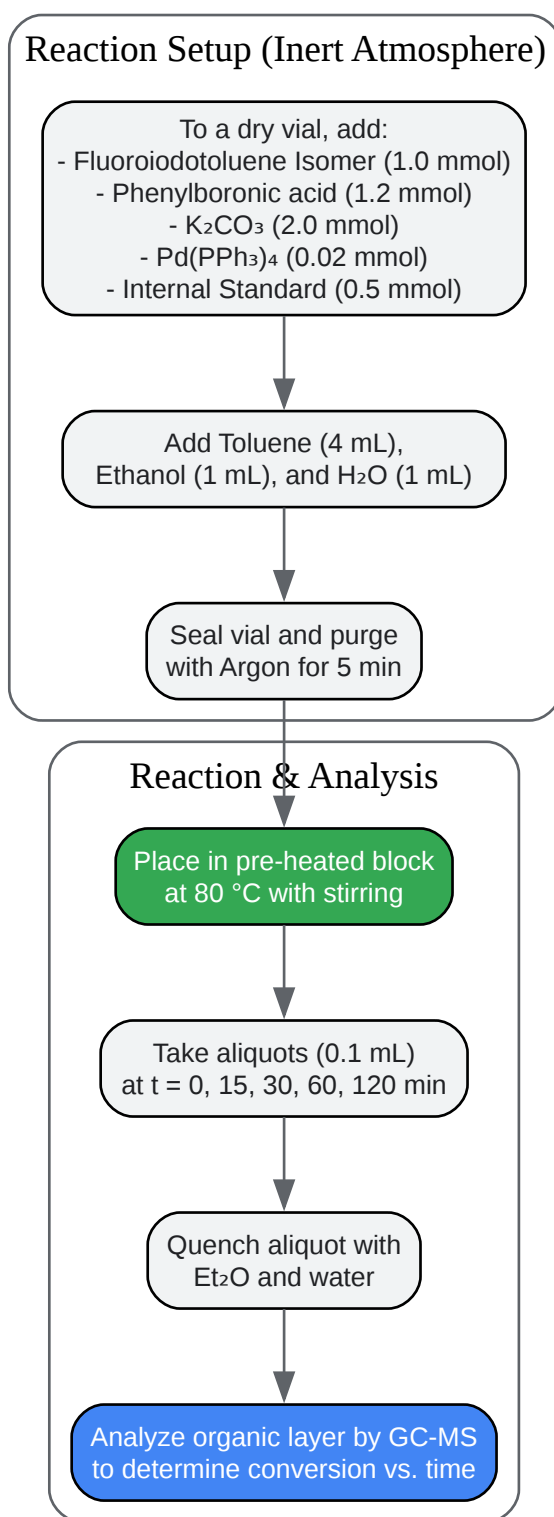 Reaction Setup (Inert Atmosphere)
To a dry vial, add:
- Fluoroiodotoluene Isomer (1.0 mmol)
- Phenylboronic acid (1.2 mmol)
- K₂CO₃ (2.0 mmol)
- Pd(PPh₃)₄ (0.02 mmol)
- Internal Standard (0.5 mmol)
Add Toluene (4 mL),
Ethanol (1 mL), and H₂O (1 mL)
Seal vial and purge
with Argon for 5 min
Reaction & Analysis
Place in pre-heated block
at 80 °C with stirring
Take aliquots (0.1 mL)
at t = 0, 15, 30, 60, 120 min
Quench aliquot with
Et₂O and water
Analyze organic layer by GC-MS
to determine conversion vs. time